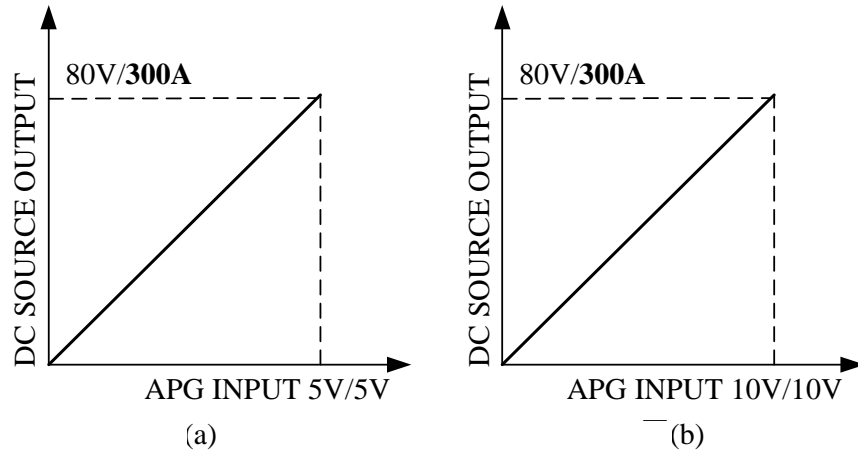 80V/300A
DC SOURCE OUTPUT
APG INPUT 5V/5V
(a)
80V/300A
DC SOURCE OUTPUT
APG INPUT 10V/10V
(b)